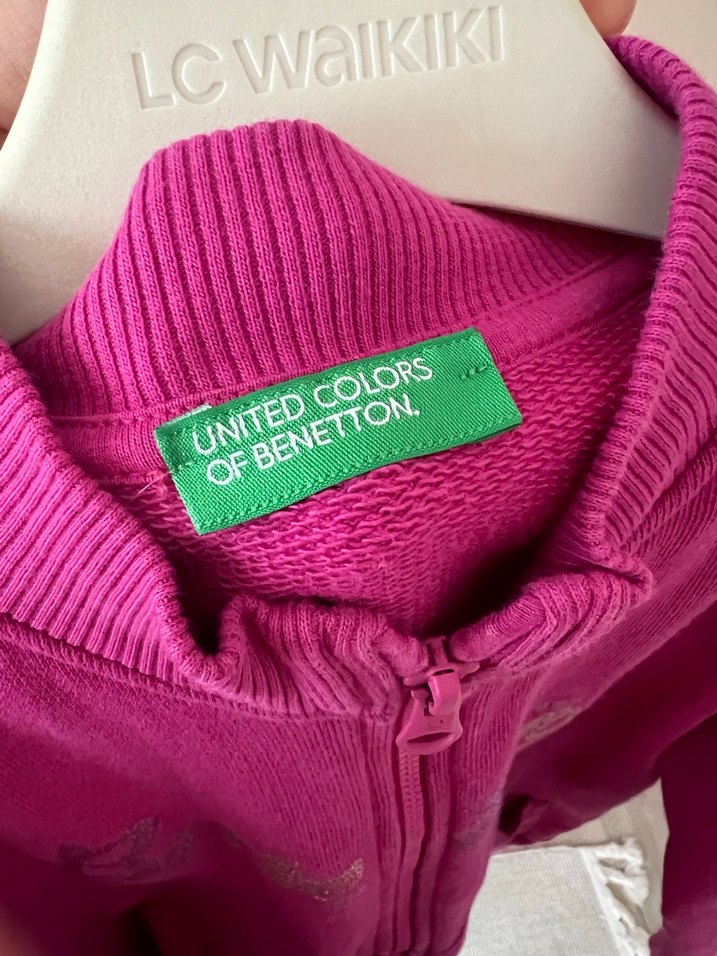 LC WAIKIKI
UNITED COLORS
OF BENETTON.